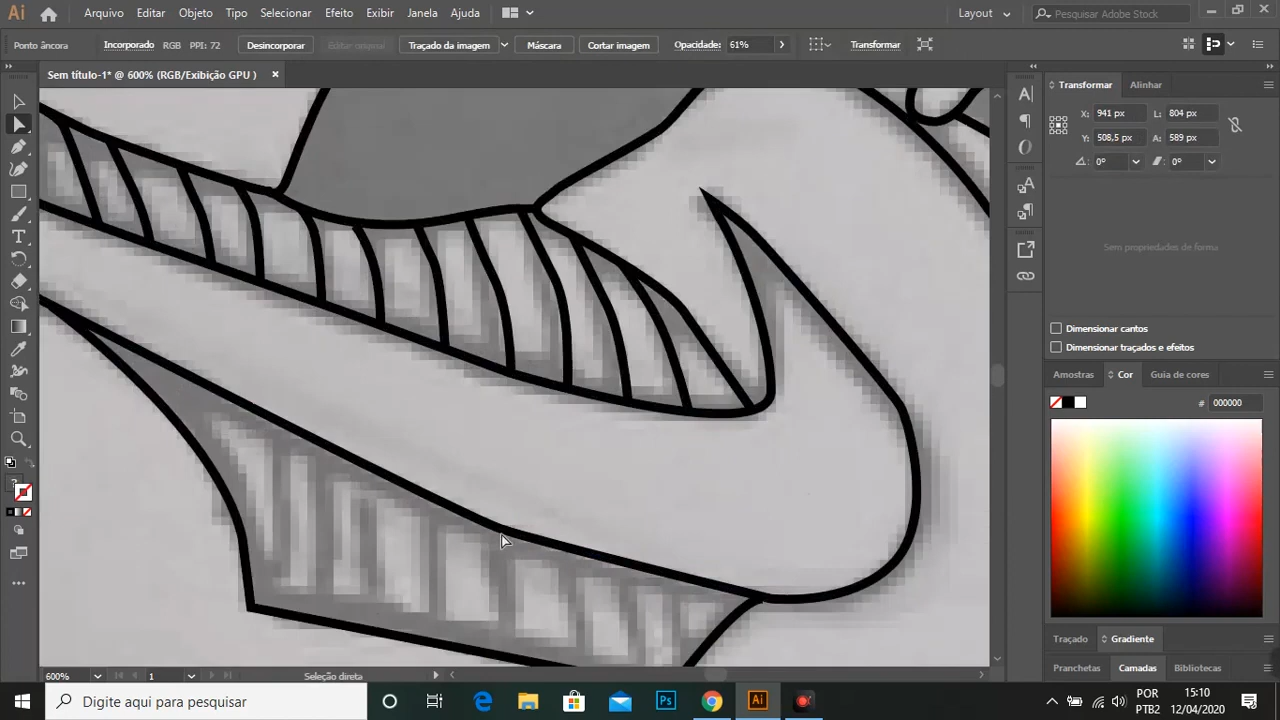 Ai
Arquivo Editar Objeto Tipo Selecionar Efeito Exibir Janela Ajuda
Layout
Pesquisar Adobe Stock
Ponto âncora Incorporado RGB PPI: 72 Desincorporar Editar original Traçado da imagem Máscara Cortar imagem Opacidade: 61% Transformar
Sem título-1* @ 600% (RGB/Exibição GPU )
Transformar Alinhar
X: 941 px L: 804 px
Y: 508,5 px A: 589 px
0° 0°
Sem propriedades de forma
Dimensionar cantos
Dimensionar traçados e efeitos
Amostras Cor Guia de cores
# 000000
Traçado Gradiente
Pranchetas Camadas Bibliotecas
600% 1 Seleção direta
Digite aqui para pesquisar
Ps Ai
POR
PTB2
15:10
12/04/2020